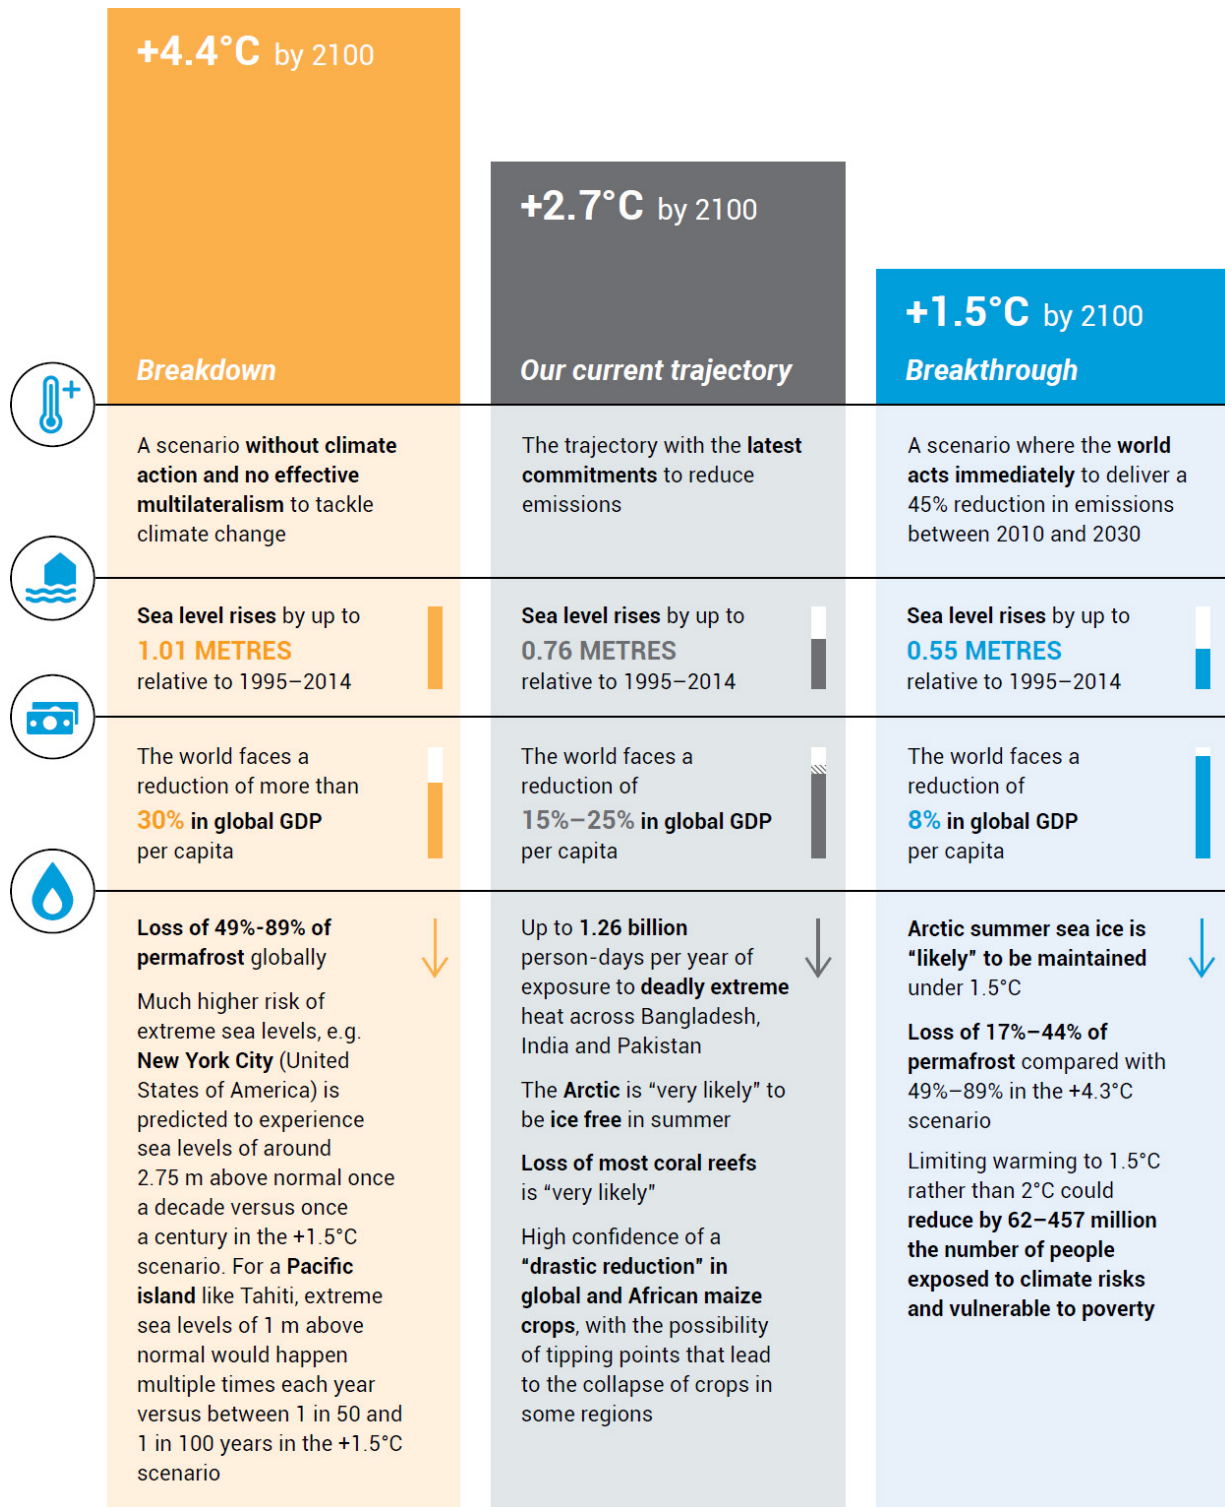 +4.4°C by 2100
Breakdown
A scenario without climate
action and no effective
multilateralism to tackle
climate change
Sea level rises by up to
1.01 METRES
relative to 1995–2014
The world faces a
reduction of more than
30% in global GDP
per capita
Loss of 49%-89% of
permafrost globally
Much higher risk of
extreme sea levels, e.g.
New York City (United
States of America) is
predicted to experience
sea levels of around
2.75 m above normal once
a decade versus once
a century in the +1.5°C
scenario. For a Pacific
island like Tahiti, extreme
sea levels of 1 m above
normal would happen
multiple times each year
versus between 1 in 50 and
1 in 100 years in the +1.5°C
scenario
+2.7°C by 2100
Our current trajectory
The trajectory with the latest
commitments to reduce
emissions
Sea level rises by up to
0.76 METRES
relative to 1995–2014
The world faces a
reduction of
15%–25% in global GDP
per capita
Up to 1.26 billion
person-days per year of
exposure to deadly extreme
heat across Bangladesh,
India and Pakistan
The Arctic is “very likely” to
be ice free in summer
Loss of most coral reefs
is “very likely”
High confidence of a
“drastic reduction” in
global and African maize
crops, with the possibility
of tipping points that lead
to the collapse of crops in
some regions
+1.5°C by 2100
Breakthrough
A scenario where the world
acts immediately to deliver a
45% reduction in emissions
between 2010 and 2030
Sea level rises by up to
0.55 METRES
relative to 1995–2014
The world faces a
reduction of
8% in global GDP
per capita
Arctic summer sea ice is
“likely” to be maintained
under 1.5°C
Loss of 17%–44% of
permafrost compared with
49%–89% in the +4.3°C
scenario
Limiting warming to 1.5°C
rather than 2°C could
reduce by 62–457 million
the number of people
exposed to climate risks
and vulnerable to poverty